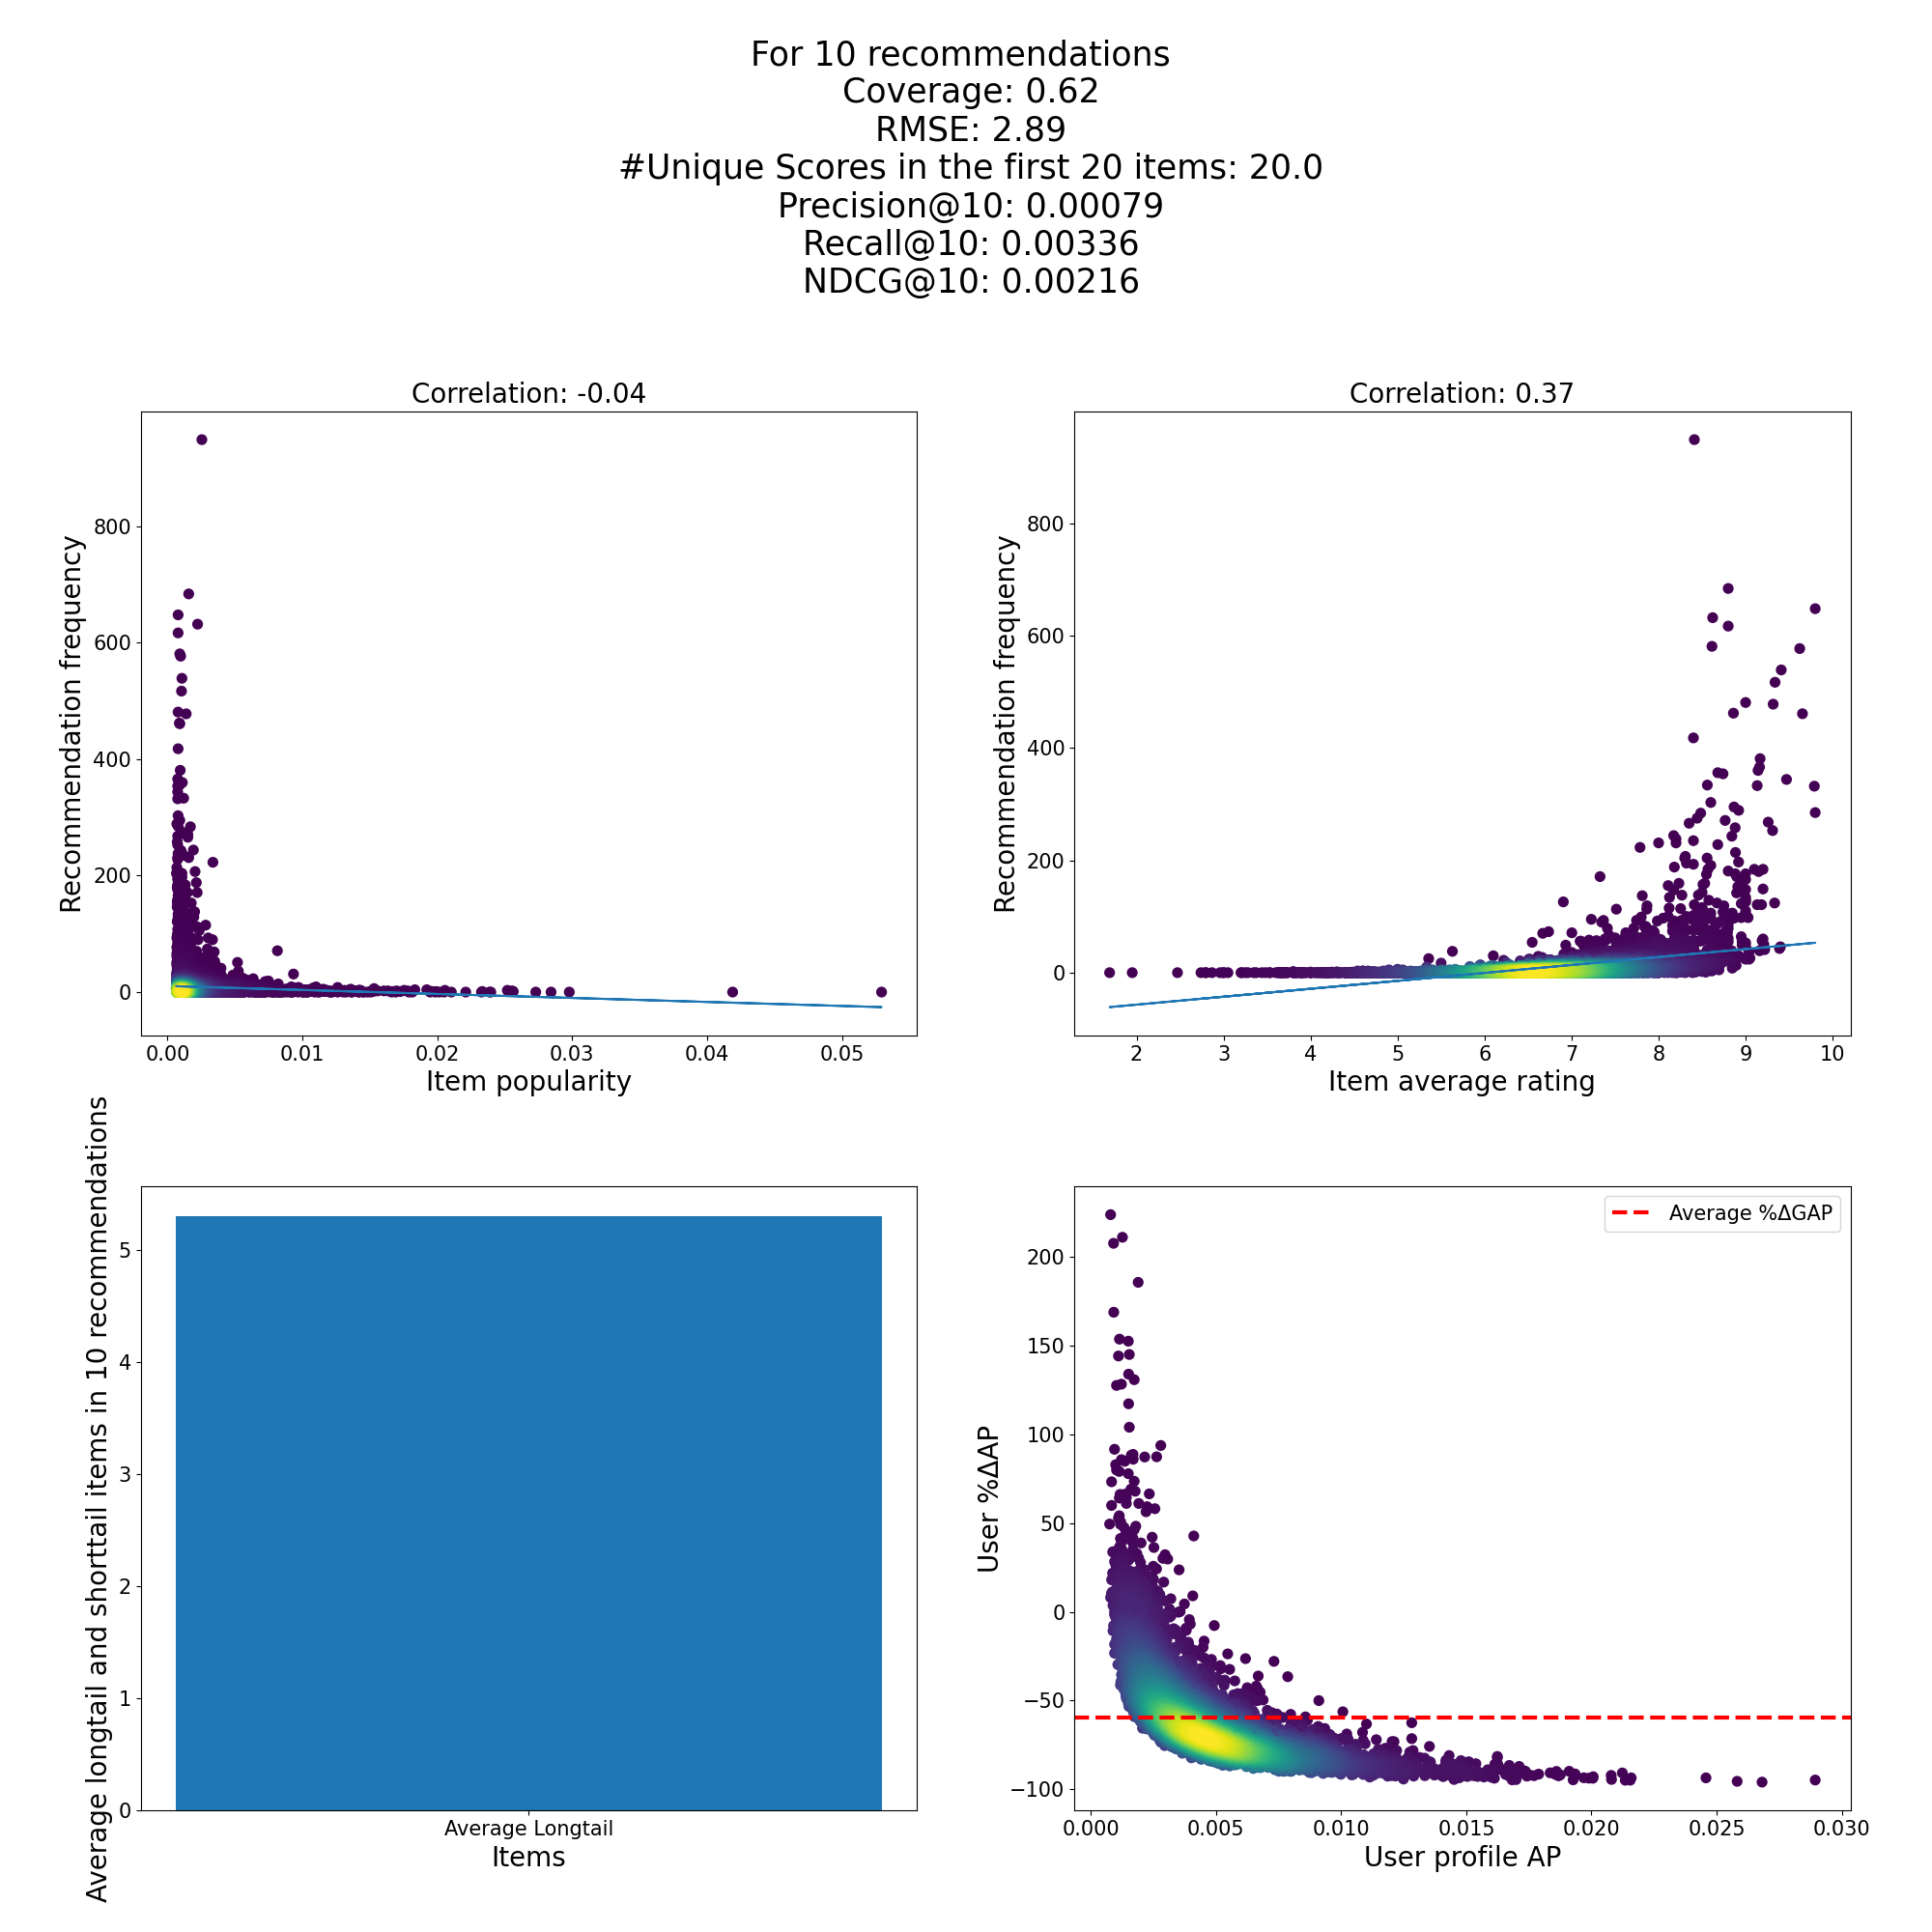 For 10 recommendations
Coverage: 0.62
RMSE: 2.89
#Unique Scores in the first 20 items: 20.0
Precision@10: 0.00079
Recall@10: 0.00336
NDCG@10: 0.00216
Correlation: -0.04
Recommendation frequency
800
600
400
200
0
0.00 0.01 0.02 0.03 0.04 0.05
Item popularity
Correlation: 0.37
Recommendation frequency
800
600
400
200
0
2 3 4 5 6 7 8 9 10
Item average rating
Average longtail and shorttail items in 10 recommendations
5
4
3
2
1
0
Average Longtail
Items
Average %ΔGAP
User %ΔAP
200
150
100
50
0
−50
−100
0.000 0.005 0.010 0.015 0.020 0.025 0.030
User profile AP